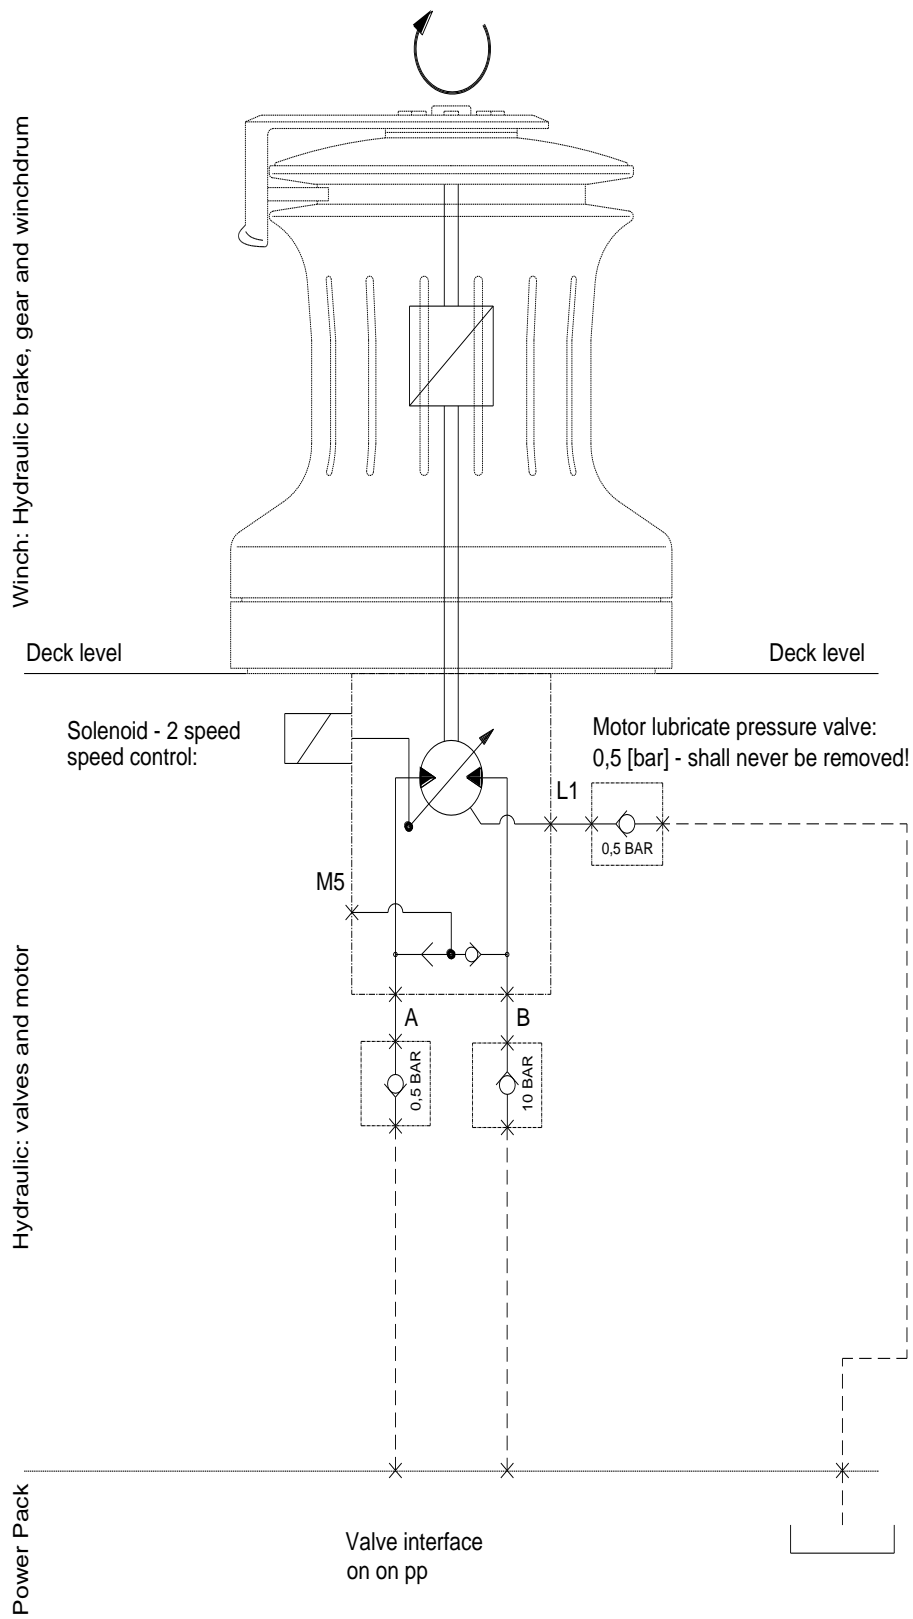 Winch: Hydraulic brake, gear and winchdrum
Deck level
Deck level
Solenoid - 2 speed
speed control:
Motor lubricate pressure valve:
0,5 [bar] - shall never be removed!
L1
0,5 BAR
M5
Hydraulic: valves and motor
A
B
0,5 BAR
10 BAR
Power Pack
Valve interface
on on pp